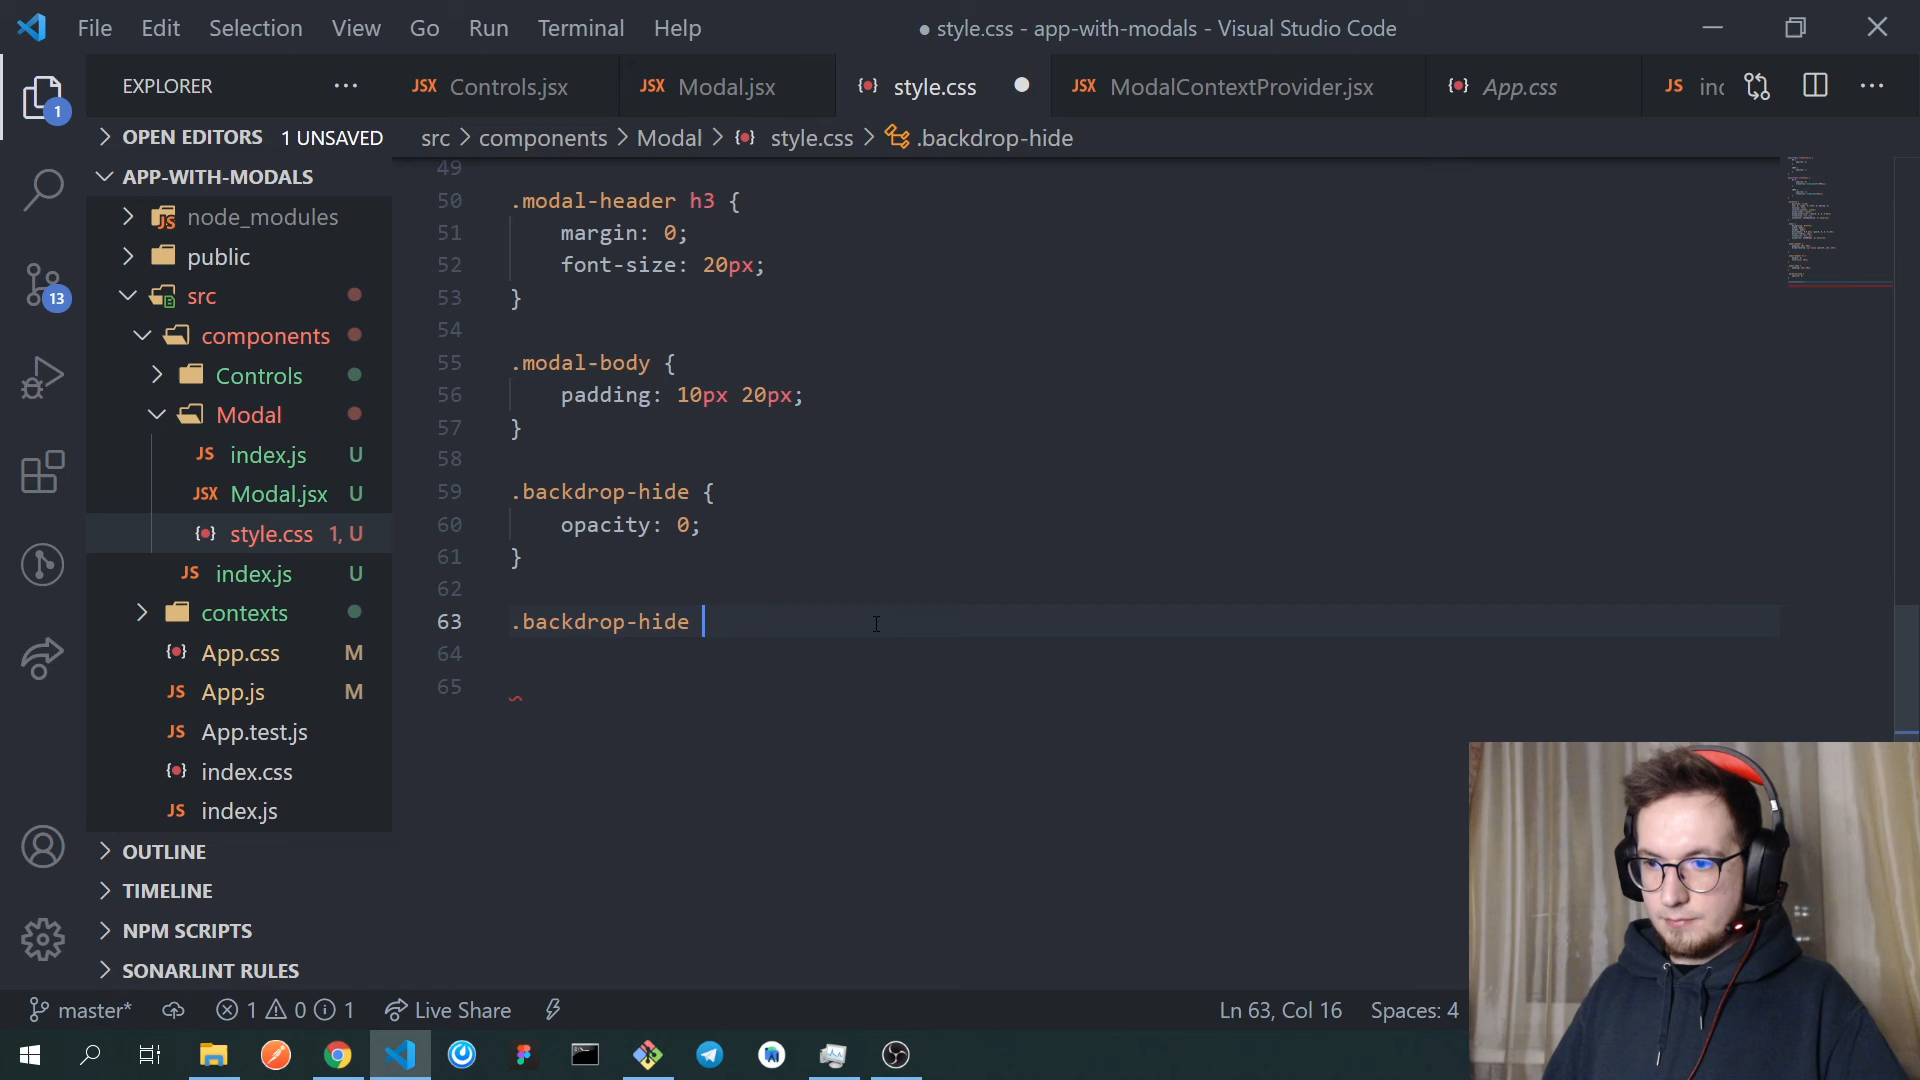 File Edit Selection View Go Run Terminal Help
● style.css - app-with-modals - Visual Studio Code
EXPLORER
JSX Controls.jsx
JSX Modal.jsx
style.css
JSX ModalContextProvider.jsx
App.css
JS inc
1
OPEN EDITORS 1 UNSAVED
APP-WITH-MODALS
node_modules
public
src
components
Controls
Modal
JS index.js U
JSX Modal.jsx U
style.css 1, U
JS index.js U
contexts
App.css M
JS App.js M
JS App.test.js
index.css
JS index.js
OUTLINE
TIMELINE
NPM SCRIPTS
SONARLINT RULES
13
src > components > Modal > style.css > .backdrop-hide
49
50 .modal-header h3 {
51 margin: 0;
52 font-size: 20px;
53 }
54
55 .modal-body {
56 padding: 10px 20px;
57 }
58
59 .backdrop-hide {
60 opacity: 0;
61 }
62
63 .backdrop-hide
64
65
master* 1 0 1 Live Share
Ln 63, Col 16 Spaces: 4